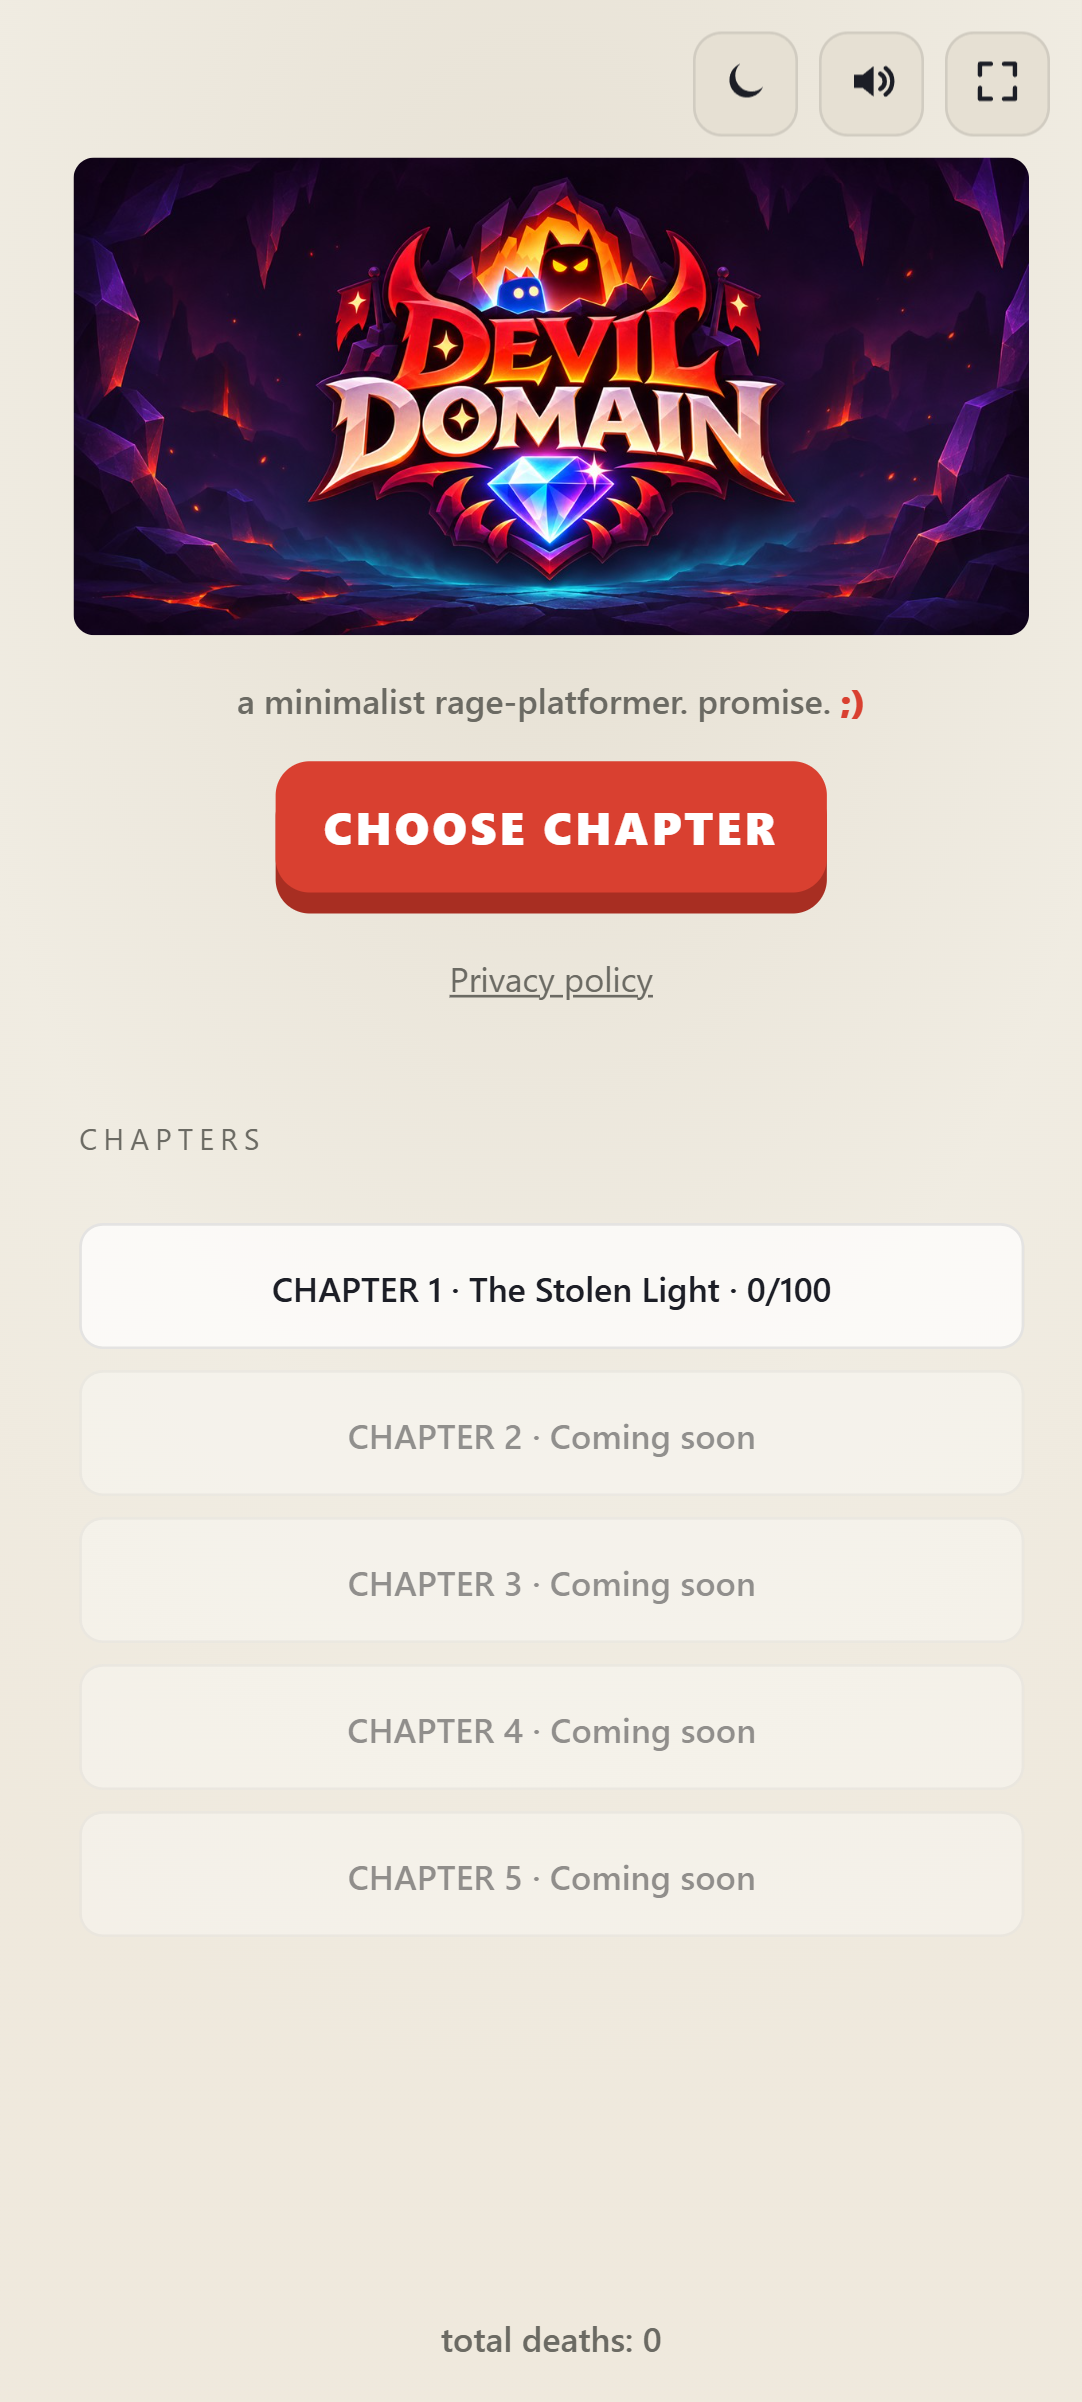 DEVIL
DOMAIN
a minimalist rage-platformer. promise. ;)
CHOOSE CHAPTER
Privacy policy
CHAPTERS
CHAPTER 1 · The Stolen Light · 0/100
CHAPTER 2 · Coming soon
CHAPTER 3 · Coming soon
CHAPTER 4 · Coming soon
CHAPTER 5 · Coming soon
total deaths: 0